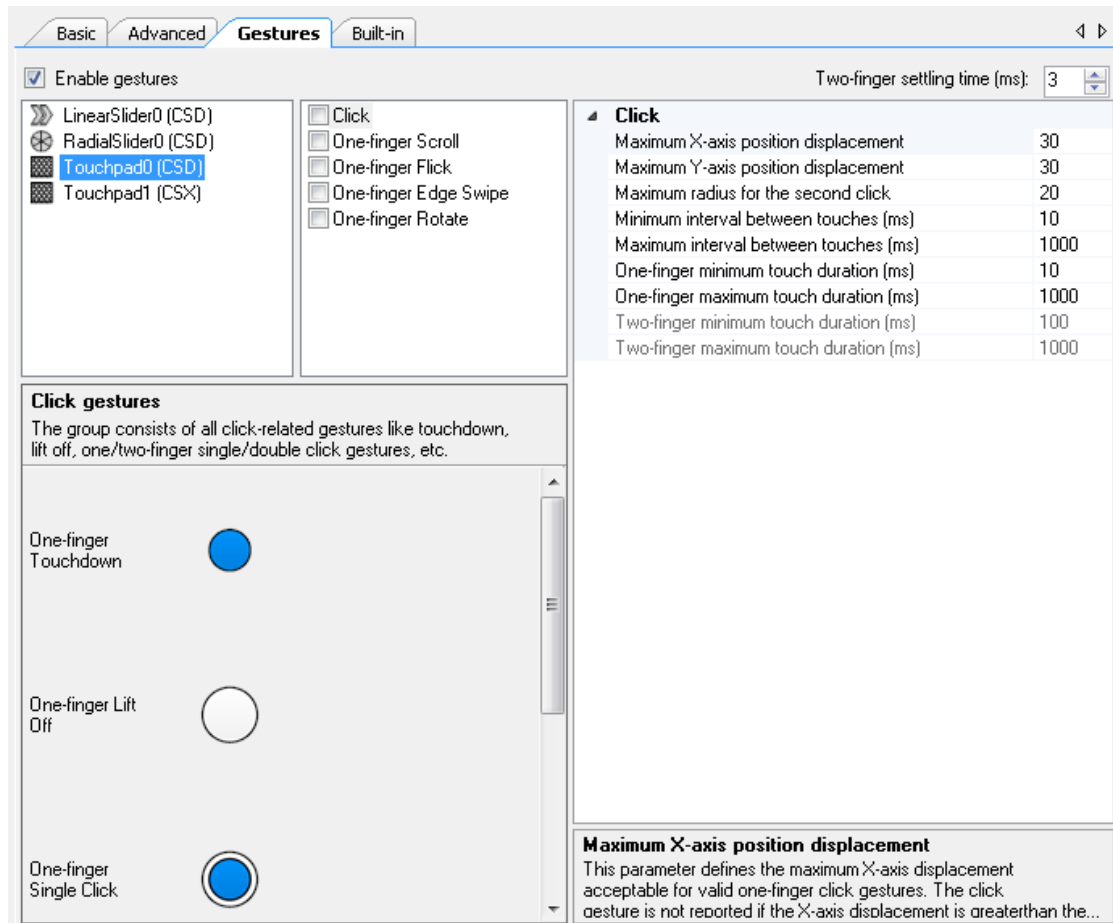 Basic Advanced Gestures Built-in
Enable gestures
Two-finger settling time (ms): 3
LinearSlider0 (CSD)
RadialSlider0 (CSD)
Touchpad0 (CSD)
Touchpad1 (CSX)
Click
One-finger Scroll
One-finger Flick
One-finger Edge Swipe
One-finger Rotate
Click
Maximum X-axis position displacement 30
Maximum Y-axis position displacement 30
Maximum radius for the second click 20
Minimum interval between touches (ms) 10
Maximum interval between touches (ms) 1000
One-finger minimum touch duration (ms) 10
One-finger maximum touch duration (ms) 1000
Two-finger minimum touch duration (ms) 100
Two-finger maximum touch duration (ms) 1000
Click gestures
The group consists of all click-related gestures like touchdown,
lift off, one/two-finger single/double click gestures, etc.
One-finger
Touchdown
One-finger Lift
Off
One-finger
Single Click
Maximum X-axis position displacement
This parameter defines the maximum X-axis displacement
acceptable for valid one-finger click gestures. The click
gesture is not reported if the X-axis displacement is greaterthan the...